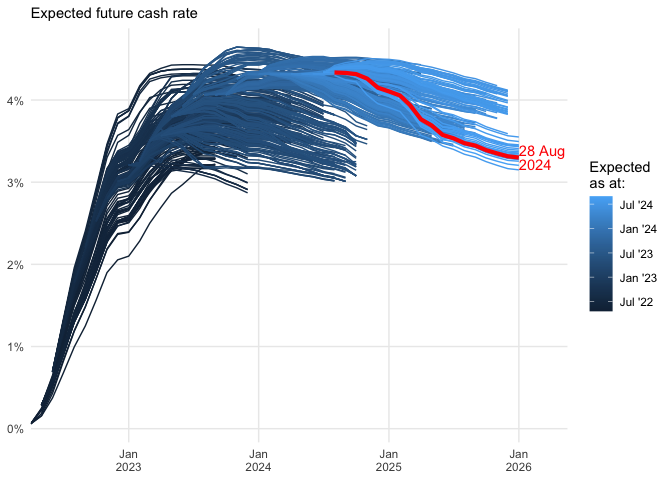 Expected future cash rate
4%
3%
2%
1%
0%
Jan
2023
Jan
2024
Jan
2025
Jan
2026
28 Aug
2024
Expected
as at:
Jul '24
Jan '24
Jul '23
Jan '23
Jul '22